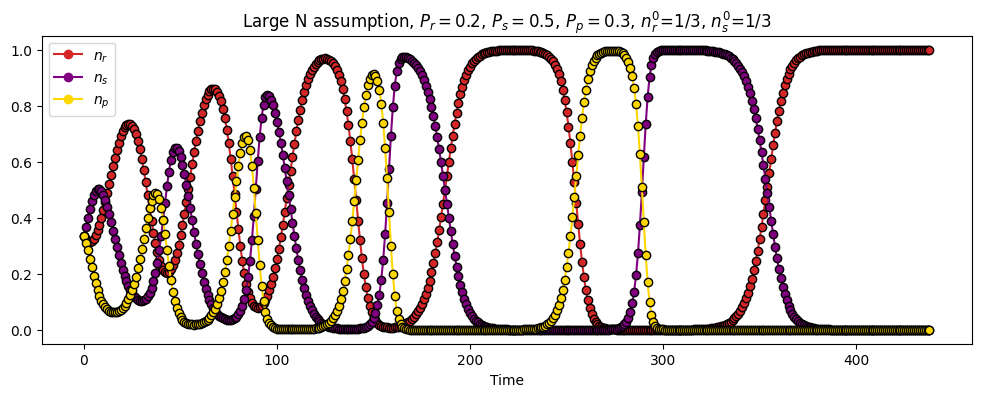 Large N assumption, $P_r = 0.2$, $P_s = 0.5$, $P_p = 0.3$, $n_r^0$=1/3, $n_s^0$=1/3
$n_r$
$n_s$
$n_p$
1.0
0.8
0.6
0.4
0.2
0.0
0 100 200 300 400
Time